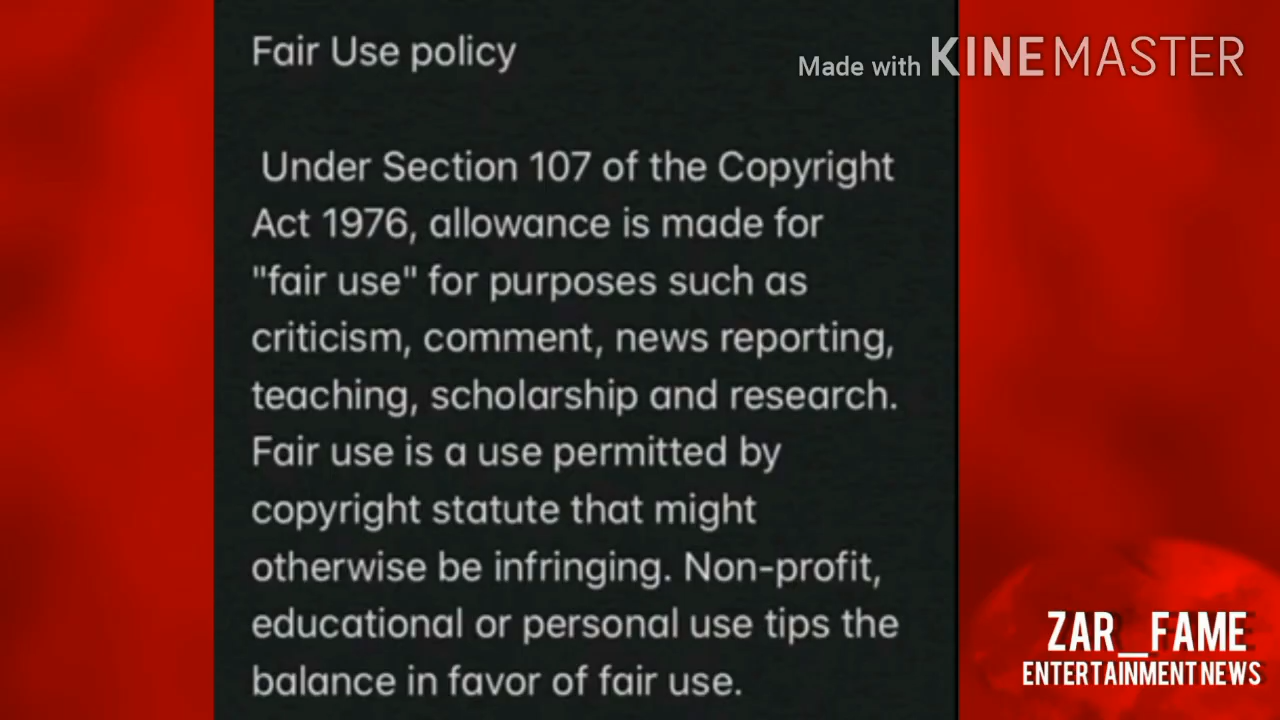 Fair Use policy
Made with KINEMASTER
Under Section 107 of the Copyright
Act 1976, allowance is made for
"fair use" for purposes such as
criticism, comment, news reporting,
teaching, scholarship and research.
Fair use is a use permitted by
copyright statute that might
otherwise be infringing. Non-profit,
educational or personal use tips the
balance in favor of fair use.
ZAR_FAME
ENTERTAINMENT NEWS